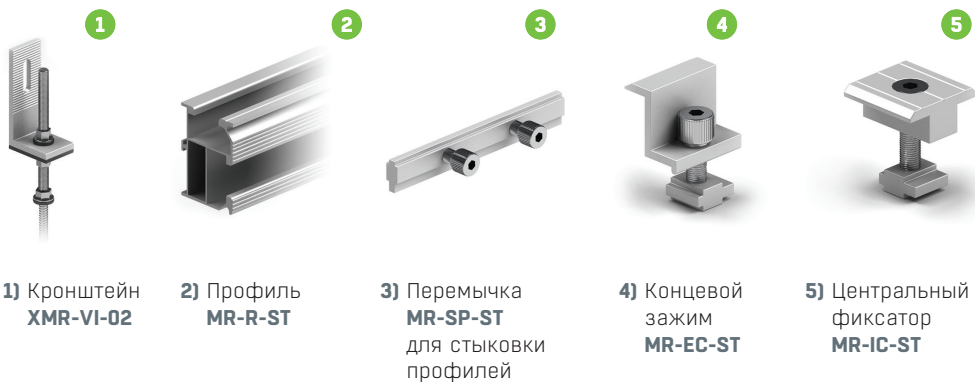 1
2
3
4
5
1) Кронштейн
XMR-VI-02
2) Профиль
MR-R-ST
3) Перемычка
MR-SP-ST
для стыковки
профилей
4) Концевой
зажим
MR-EC-ST
5) Центральный
фиксатор
MR-IC-ST